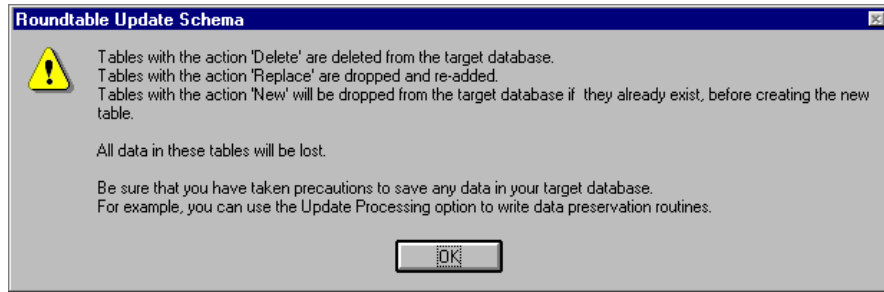 Roundtable Update Schema
Tables with the action 'Delete' are deleted from the target database.
Tables with the action 'Replace' are dropped and re-added.
Tables with the action 'New' will be dropped from the target database if they already exist, before creating the new
table.
All data in these tables will be lost.
Be sure that you have taken precautions to save any data in your target database.
For example, you can use the Update Processing option to write data preservation routines.
OK